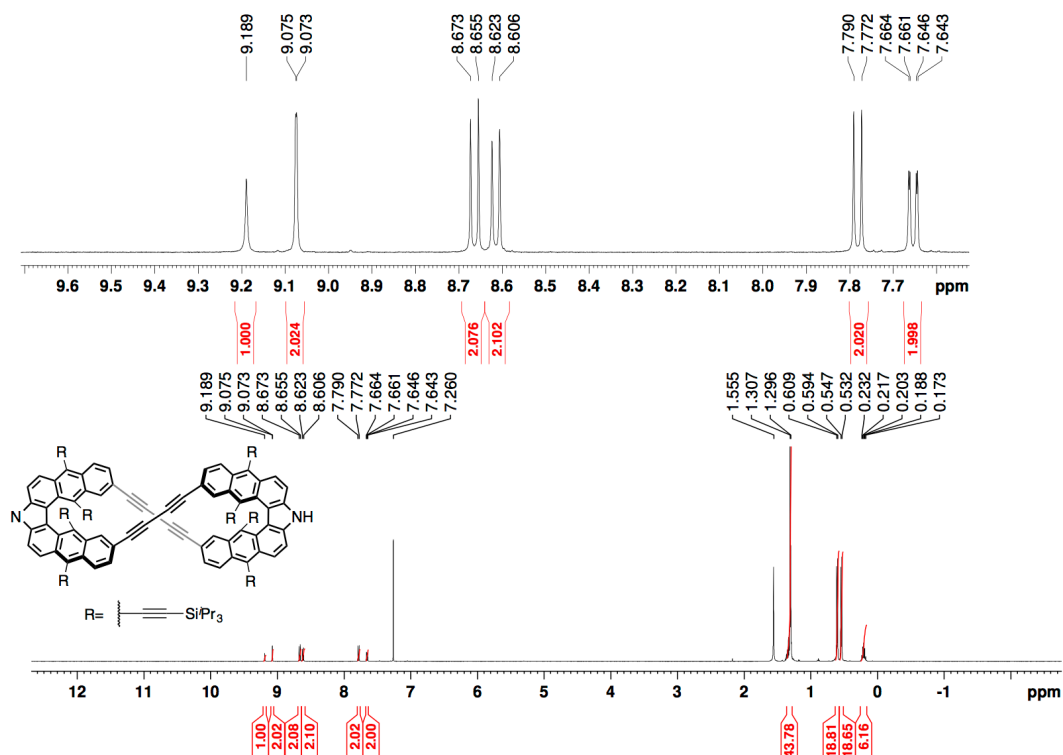 9.189 9.075 9.073 8.673 8.655 8.623 8.606 7.790 7.772 7.664 7.661 7.646 7.643
9.6 9.5 9.4 9.3 9.2 9.1 9.0 8.9 8.8 8.7 8.6 8.5 8.4 8.3 8.2 8.1 8.0 7.9 7.8 7.7 ppm
1.000 2.024 2.076 2.102 2.020 1.998
9.189 9.075 9.073 8.673 8.655 8.623 8.606 7.790 7.772 7.664 7.661 7.646 7.643 7.260 1.555 1.307 1.296 0.609 0.594 0.547 0.532 0.232 0.217 0.203 0.188 0.173
R R
R R R R
N NH
R R
R= SiⁱPr₃
12 11 10 9 8 7 6 5 4 3 2 1 0 -1 ppm
1.00 2.02 2.08 2.10 2.02 2.00 43.78 18.81 18.65 6.16